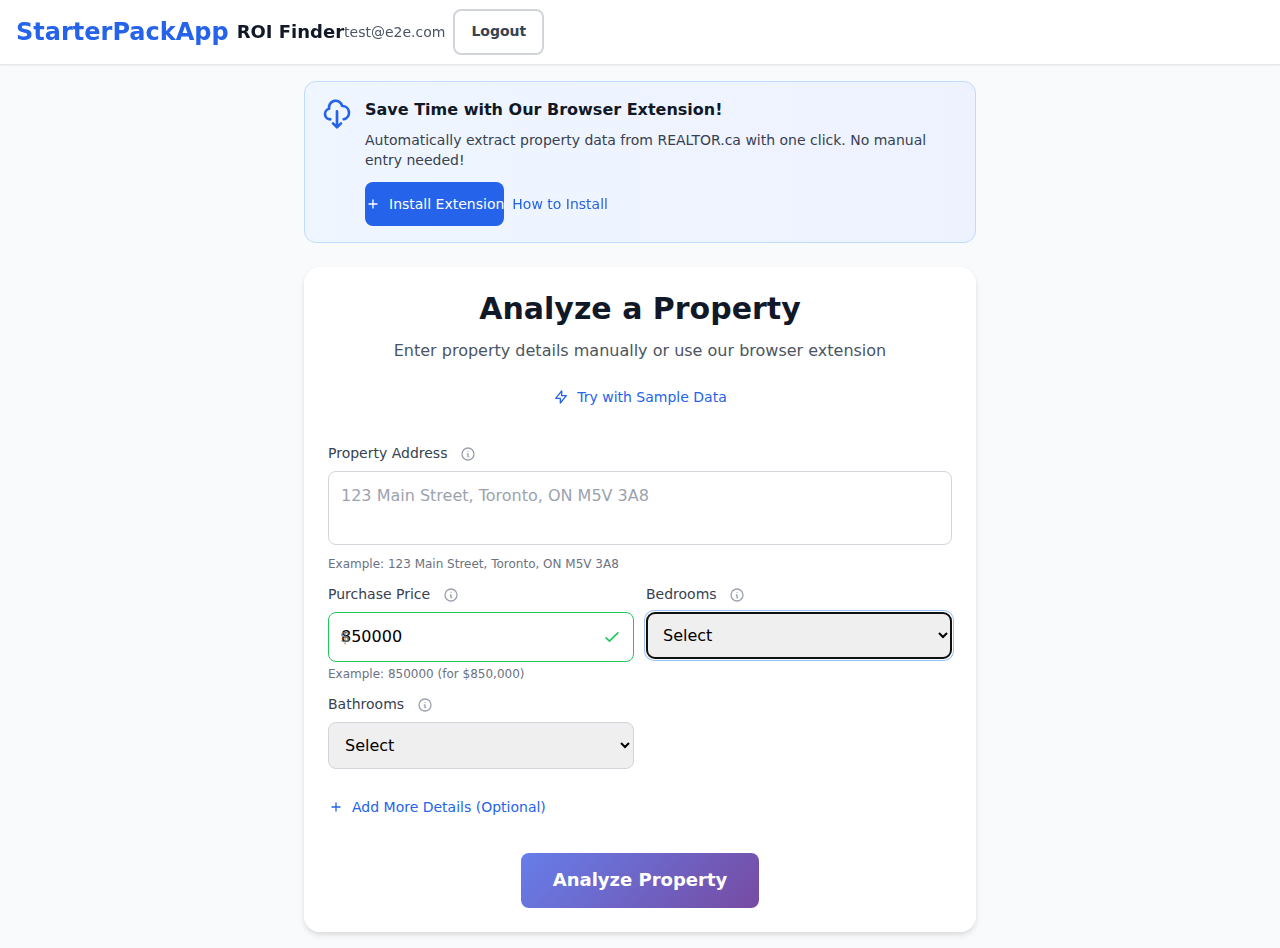 StarterPackApp ROI Finder test@e2e.com Logout
Save Time with Our Browser Extension!
Automatically extract property data from REALTOR.ca with one click. No manual
entry needed!
+ Install Extension How to Install
Analyze a Property
Enter property details manually or use our browser extension
Try with Sample Data
Property Address
123 Main Street, Toronto, ON M5V 3A8
Example: 123 Main Street, Toronto, ON M5V 3A8
Purchase Price Bedrooms
$850000 Select
Example: 850000 (for $850,000)
Bathrooms
Select
+ Add More Details (Optional)
Analyze Property